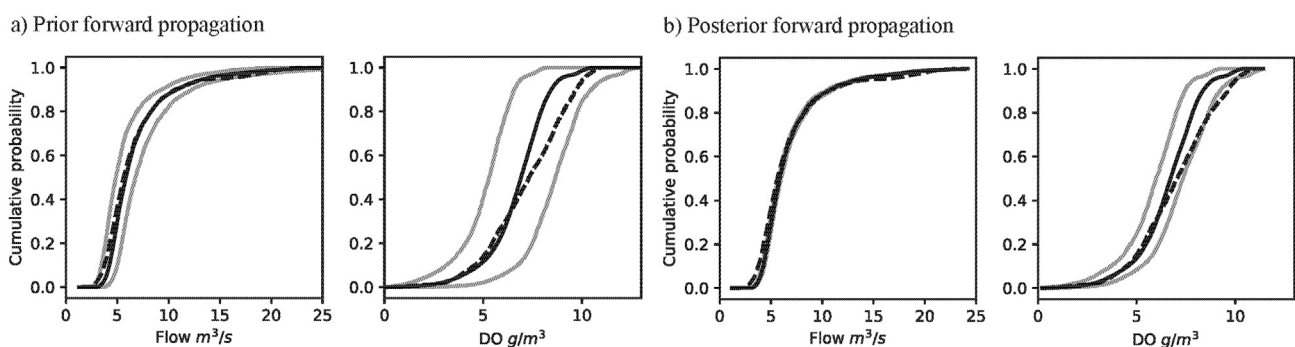 a) Prior forward propagation
b) Posterior forward propagation
Cumulative probability
1.0
0.8
0.6
0.4
0.2
0.0
0 5 10 15 20 25
Flow m³/s
1.0
0.8
0.6
0.4
0.2
0.0
0 5 10
DO g/m³
Cumulative probability
1.0
0.8
0.6
0.4
0.2
0.0
0 5 10 15 20 25
Flow m³/s
1.0
0.8
0.6
0.4
0.2
0.0
0 5 10
DO g/m³